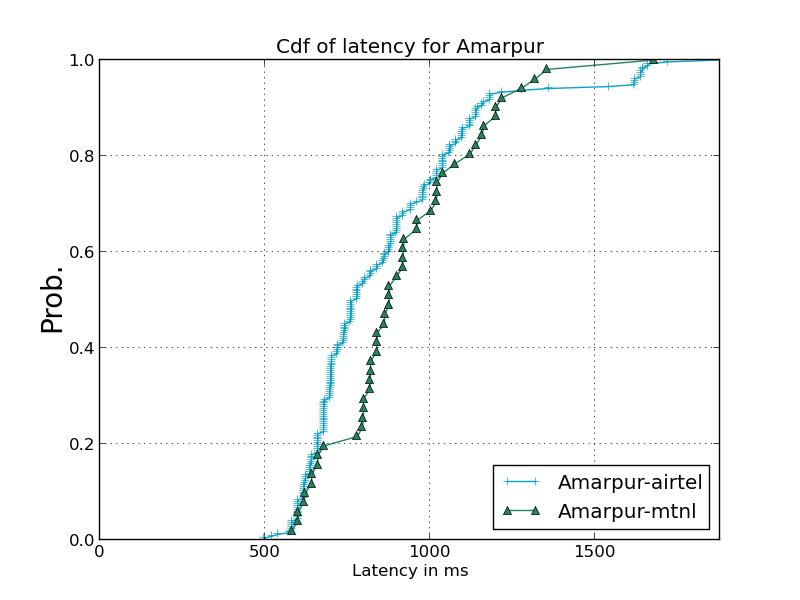 Cdf of latency for Amarpur
1.0
0.8
0.6
0.4
0.2
0.0
Prob.
0 500 1000 1500
Latency in ms
Amarpur-airtel
Amarpur-mtnl